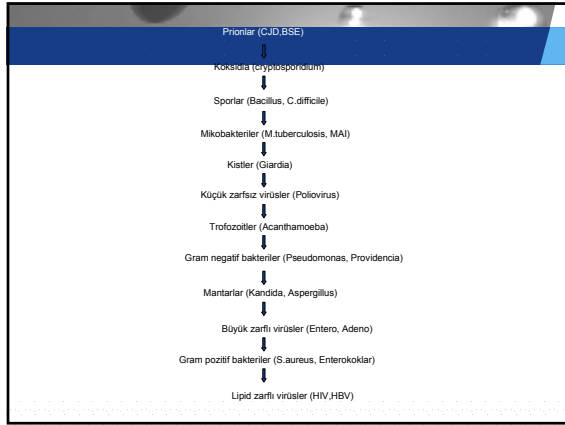 Prionlar (CJD,BSE)
Koksidia (cryptosporidium)
Sporlar (Bacillus, C.difficile)
Mikobakteriler (M.tuberculosis, MAI)
Kistler (Giardia)
Küçük zarfsız virüsler (Poliovirus)
Trofozoitler (Acanthamoeba)
Gram negatif bakteriler (Pseudomonas, Providencia)
Mantarlar (Kandida, Aspergillus)
Büyük zarflı virüsler (Entero, Adeno)
Gram pozitif bakteriler (S.aureus, Enterokoklar)
Lipid zarflı virüsler (HIV,HBV)